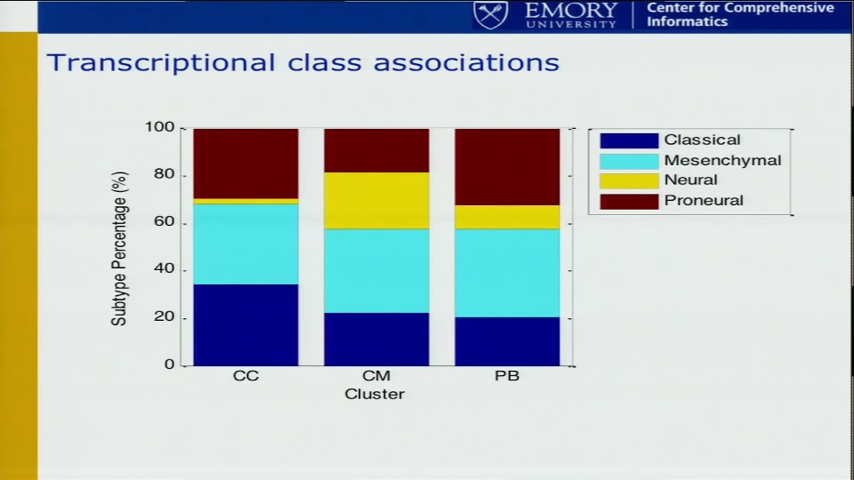 EMORY
UNIVERSITY
Center for Comprehensive
Informatics
Transcriptional class associations
100
80
60
40
20
0
Subtype Percentage (%)
CC
CM
PB
Cluster
Classical
Mesenchymal
Neural
Proneural